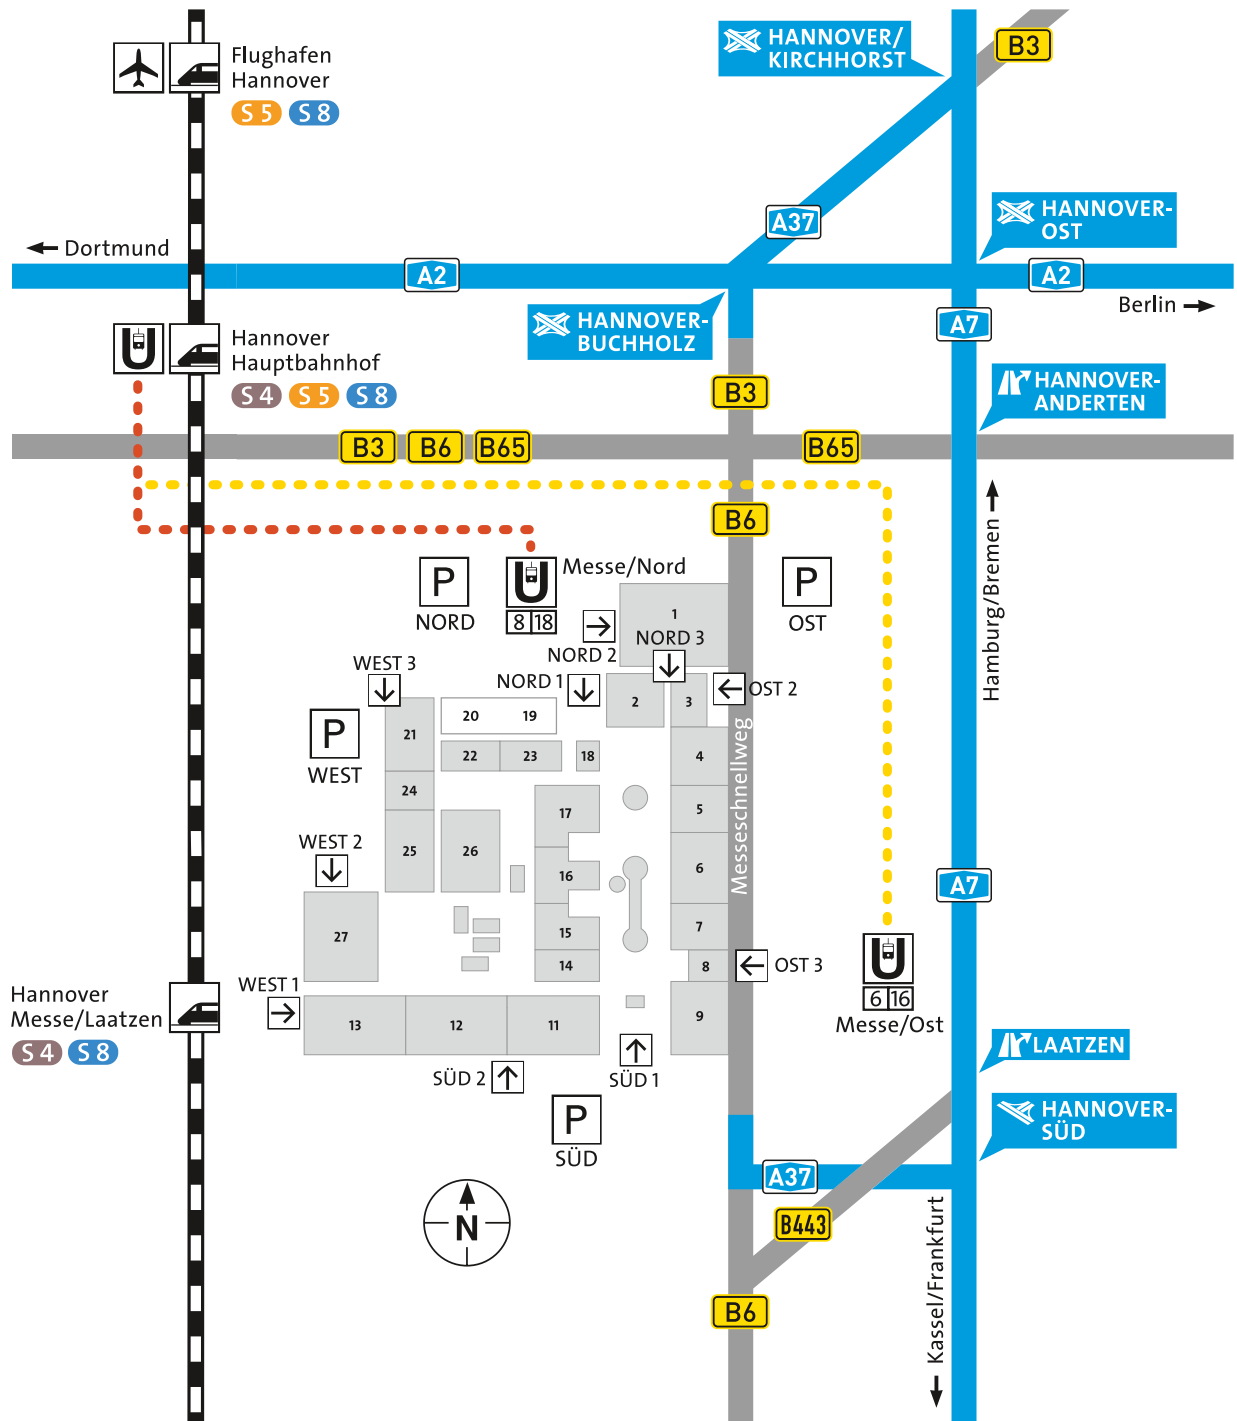 HANNOVER/
KIRCHHORST
B3
Flughafen
Hannover
S 5 S 8
A37
HANNOVER-
OST
← Dortmund
A2
A2
Berlin →
HANNOVER-
BUCHHOLZ
A7
U
Hannover
Hauptbahnhof
S 4 S 5 S 8
B3
HANNOVER-
ANDERTEN
B3 B6 B65
B65
B6
Hamburg/Bremen →
P
NORD
U
8 18
Messe/Nord
P
OST
1
NORD 2
NORD 3
WEST 3
NORD 1
OST 2
2
3
20 19
21
P
WEST
22 23 18
4
Messeschnellweg
24
17
5
WEST 2
25
26
16
6
A7
27
15
7
14
8
OST 3
U
6 16
Messe/Ost
WEST 1
Hannover
Messe/Laatzen
S 4 S 8
13 12 11
9
LAATZEN
SÜD 2
SÜD 1
P
SÜD
HANNOVER-
SÜD
A37
N
B443
B6
← Kassel/Frankfurt